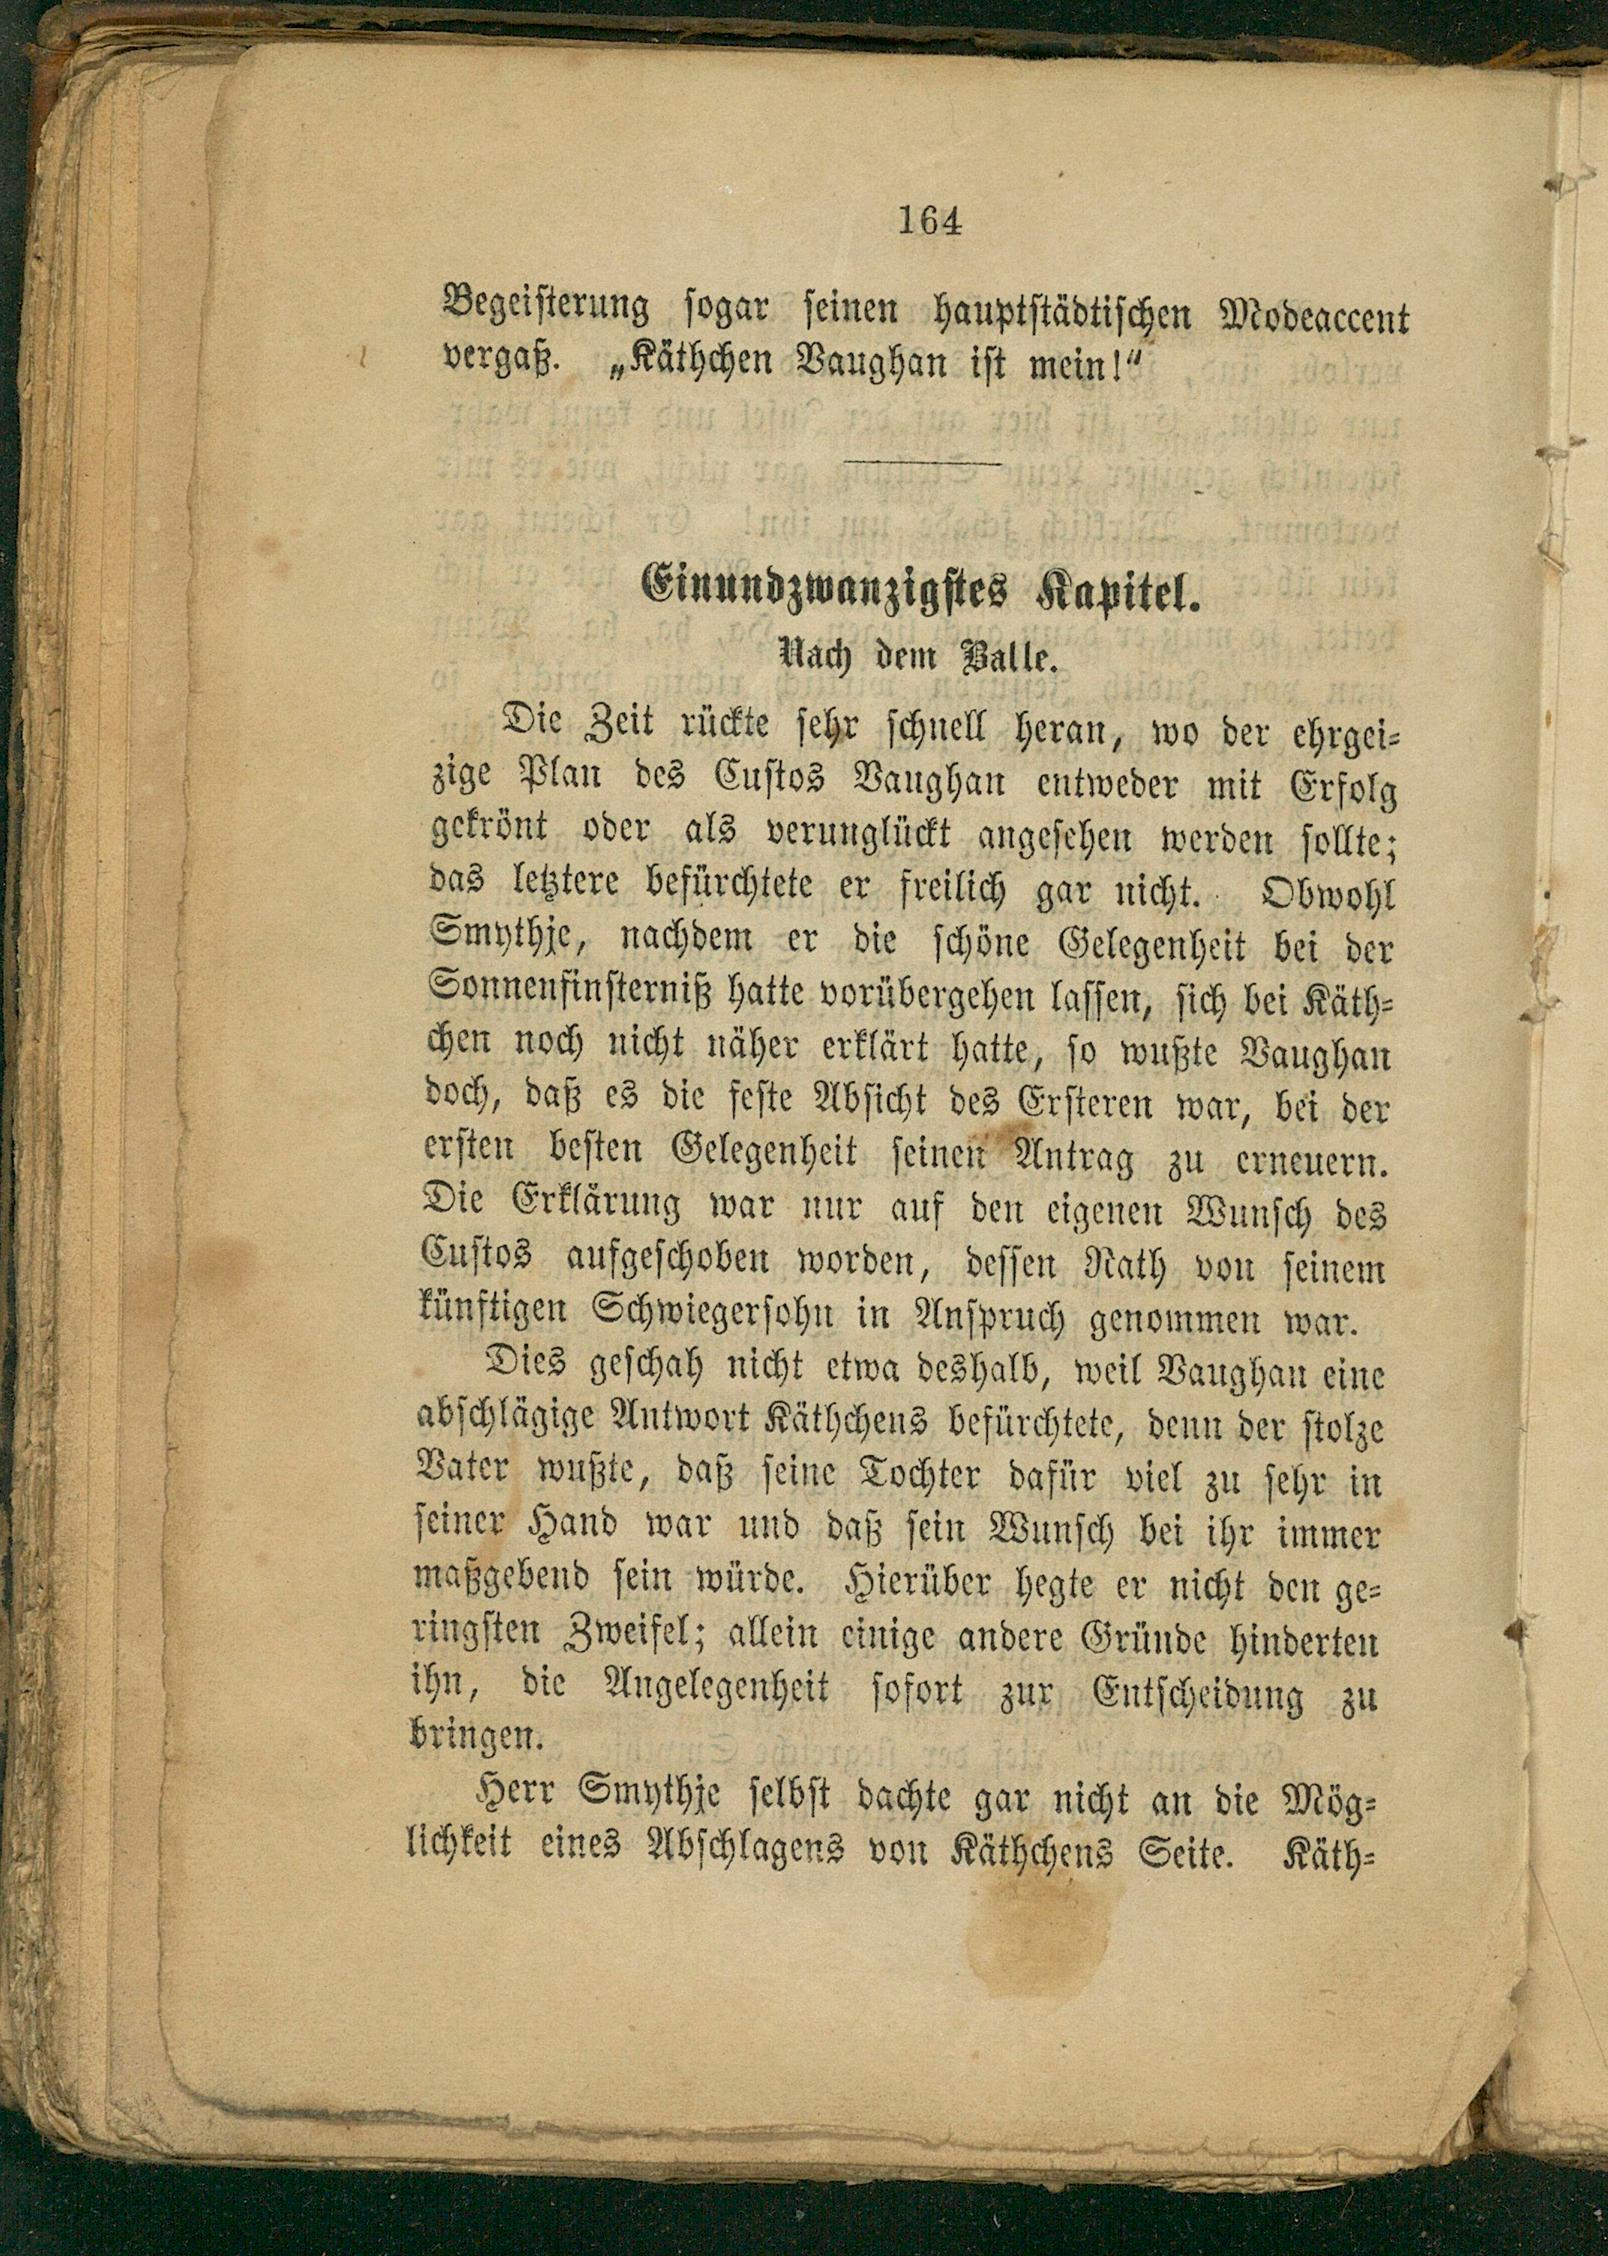 164
Begeisterung sogar seinen hauptstädtischen Modeaccent
vergaß. „Käthchen Vaughan ist mein!“
Einundzwanzigstes Kapitel.
Nach dem Balle.
Die Zeit rückte sehr schnell heran, wo der ehrgei-
zige Plan des Custos Vaughan entweder mit Erfolg
gekrönt oder als verunglückt angesehen werden sollte;
das letztere befürchtete er freilich gar nicht. Obwohl
Smythje, nachdem er die schöne Gelegenheit bei der
Sonnenfinsterniß hatte vorübergehen lassen, sich bei Käth-
chen noch nicht näher erklärt hatte, so wußte Vaughan
doch, daß es die feste Absicht des Ersteren war, bei der
ersten besten Gelegenheit seinen Antrag zu erneuern.
Die Erklärung war nur auf den eigenen Wunsch des
Custos aufgeschoben worden, dessen Rath von seinem
künftigen Schwiegersohn in Anspruch genommen war.
Dies geschah nicht etwa deshalb, weil Vaughan eine
abschlägige Antwort Käthchens befürchtete, denn der stolze
Vater wußte, daß seine Tochter dafür viel zu sehr in
seiner Hand war und daß sein Wunsch bei ihr immer
maßgebend sein würde. Hierüber hegte er nicht den ge-
ringsten Zweifel; allein einige andere Gründe hinderten
ihn, die Angelegenheit sofort zur Entscheidung zu
bringen.
Herr Smythje selbst dachte gar nicht an die Mög-
lichkeit eines Abschlagens von Käthchens Seite. Käth-